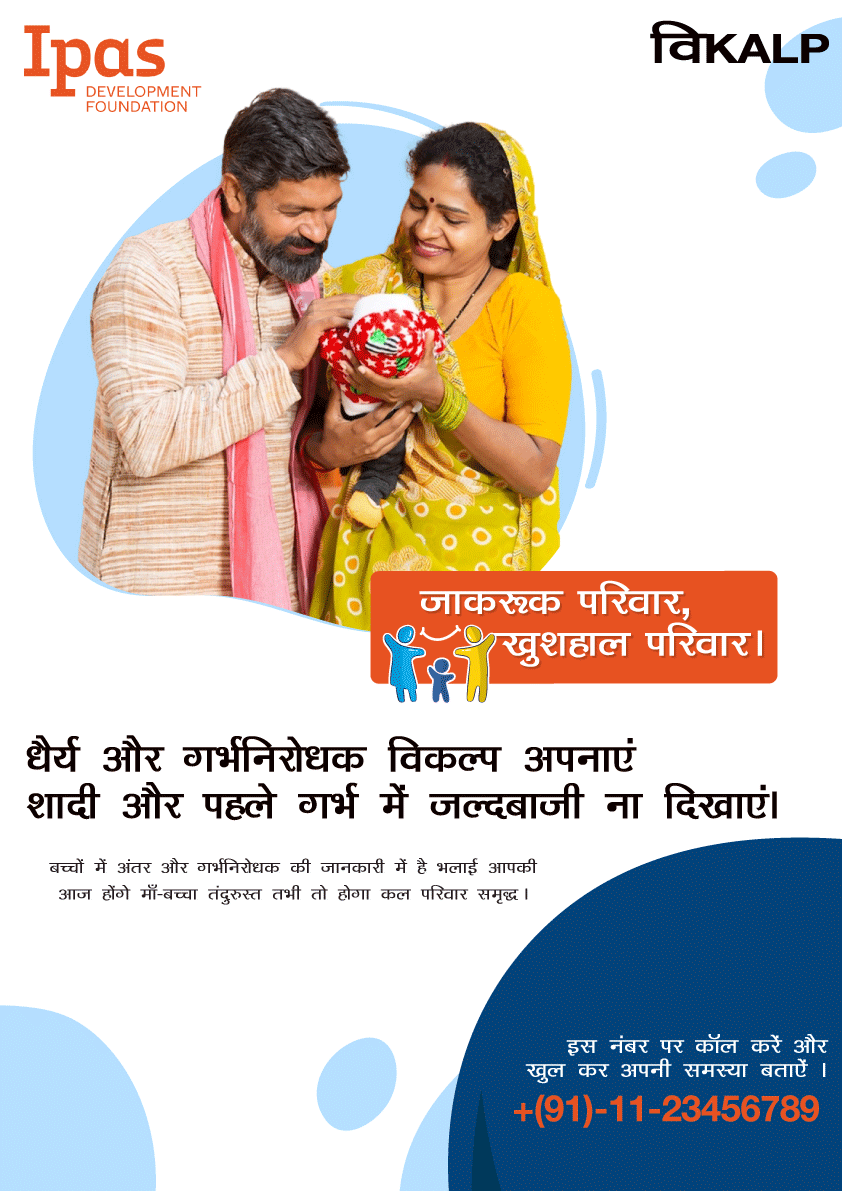 Ipas
DEVELOPMENT
FOUNDATION
विKALP
जाकरूक परिवार,
खुशहाल परिवार।
धैर्य और गर्भनिरोधक विकल्प अपनाएं
शादी और पहले गर्भ में जल्दबाजी ना दिखाएं।
बच्चों में अंतर और गर्भनिरोधक की जानकारी में है भलाई आपकी
आज होंगे माँ-बच्चा तंदुरुस्त तभी तो होगा कल परिवार समृद्ध।
इस नंबर पर कॉल करें और
खुल कर अपनी समस्या बताऐं ।
+(91)-11-23456789